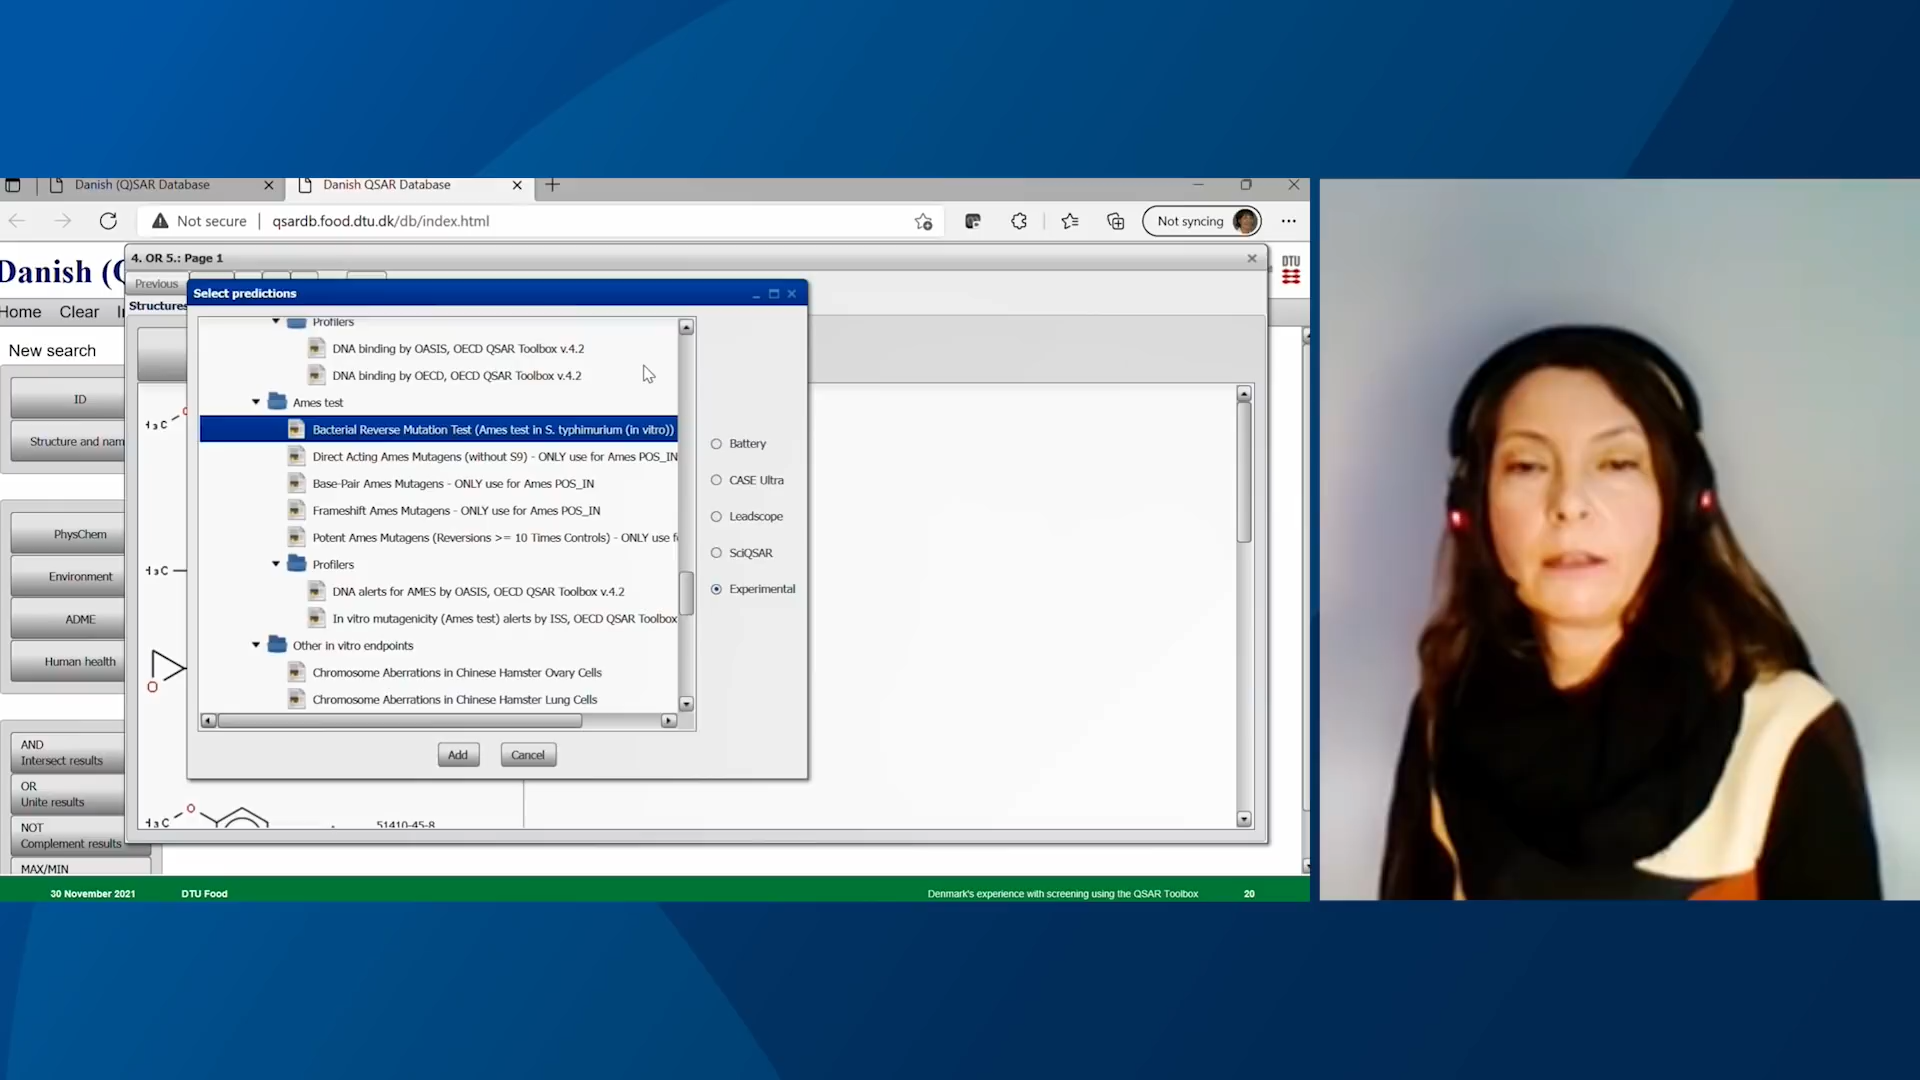 Danish (Q)SAR Database
Danish QSAR Database
Not secure
qsardb.food.dtu.dk/db/index.html
Not syncing
Danish (Q
DTU
Home Clear
New search
ID
Structure and nam
PhysChem
Environment
ADME
Human health
AND
Intersect results
OR
Unite results
NOT
Complement results
MAX/MIN
4. OR 5.: Page 1
Previous
Structures
H₃C
H₃C
O
H₃C
O
51410-45-8
Select predictions
Profilers
DNA binding by OASIS, OECD QSAR Toolbox v.4.2
DNA binding by OECD, OECD QSAR Toolbox v.4.2
Ames test
Bacterial Reverse Mutation Test (Ames test in S. typhimurium (in vitro))
Direct Acting Ames Mutagens (without S9) - ONLY use for Ames POS_IN
Base-Pair Ames Mutagens - ONLY use for Ames POS_IN
Frameshift Ames Mutagens - ONLY use for Ames POS_IN
Potent Ames Mutagens (Reversions >= 10 Times Controls) - ONLY use f
Profilers
DNA alerts for AMES by OASIS, OECD QSAR Toolbox v.4.2
In vitro mutagenicity (Ames test) alerts by ISS, OECD QSAR Toolbox
Other in vitro endpoints
Chromosome Aberrations in Chinese Hamster Ovary Cells
Chromosome Aberrations in Chinese Hamster Lung Cells
Battery
CASE Ultra
Leadscope
SciQSAR
Experimental
Add
Cancel
30 November 2021
DTU Food
Denmark's experience with screening using the QSAR Toolbox
20